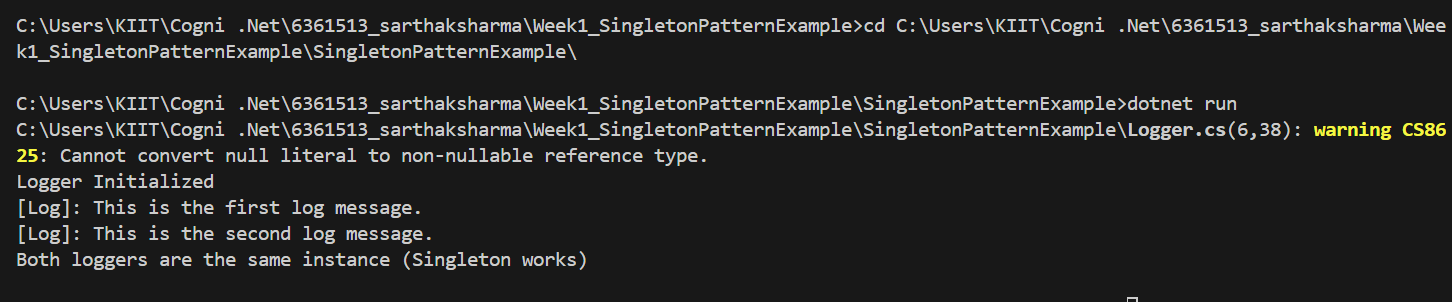 C:\Users\KIIT\Cogni .Net\6361513_sarthaksharma\Week1_SingletonPatternExample>cd C:\Users\KIIT\Cogni .Net\6361513_sarthaksharma\Wee
k1_SingletonPatternExample\SingletonPatternExample\
C:\Users\KIIT\Cogni .Net\6361513_sarthaksharma\Week1_SingletonPatternExample\SingletonPatternExample>dotnet run
C:\Users\KIIT\Cogni .Net\6361513_sarthaksharma\Week1_SingletonPatternExample\SingletonPatternExample\Logger.cs(6,38): warning CS86
25: Cannot convert null literal to non-nullable reference type.
Logger Initialized
[Log]: This is the first log message.
[Log]: This is the second log message.
Both loggers are the same instance (Singleton works)